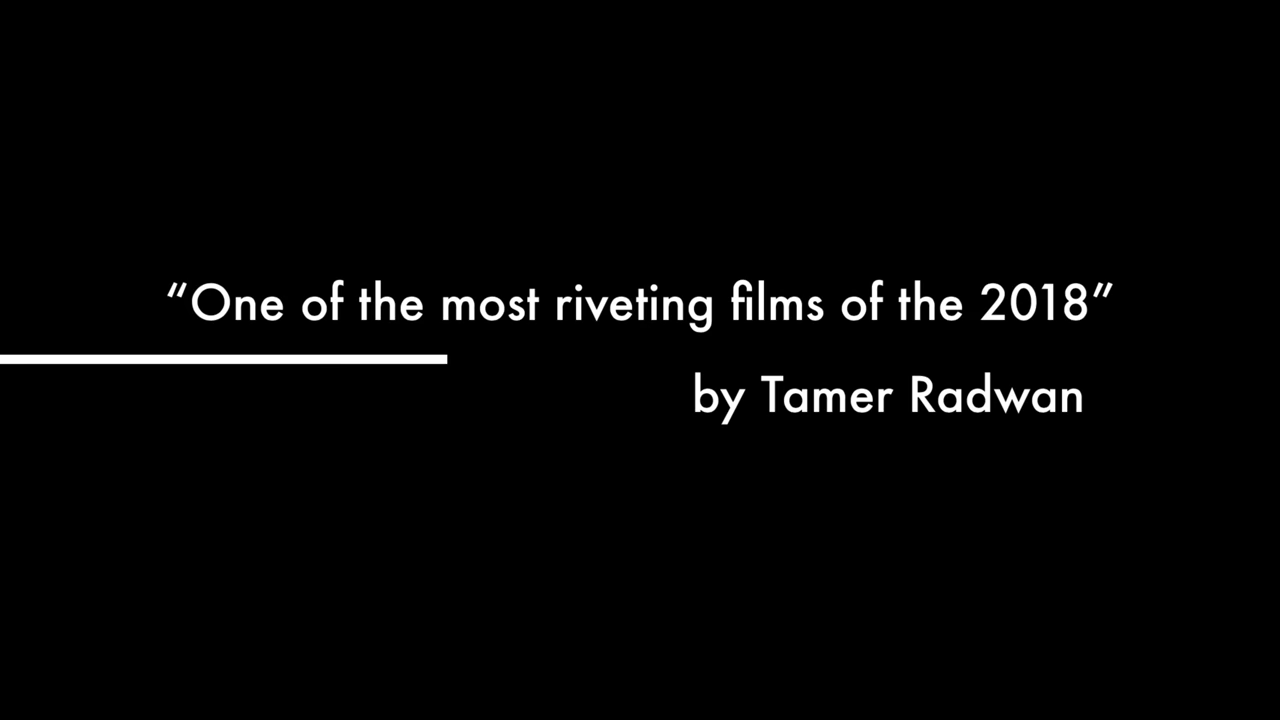 “One of the most riveting films of the 2018”
by Tamer Radwan